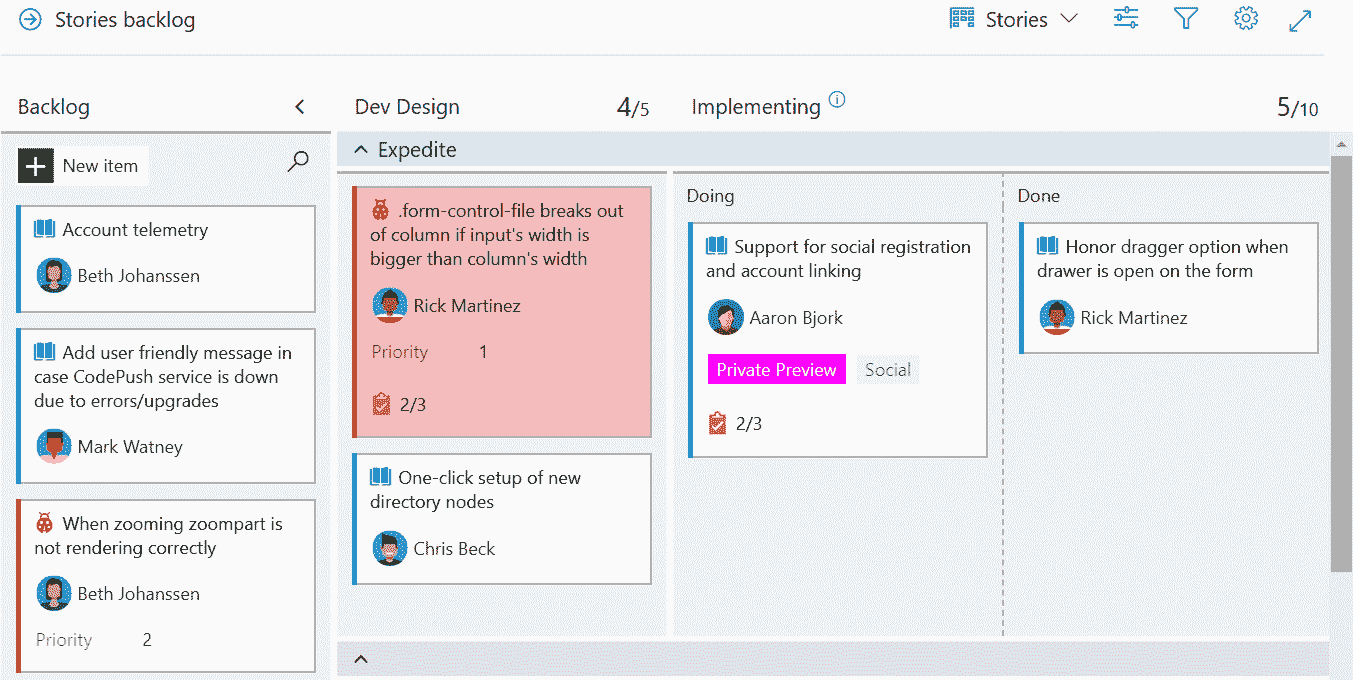 Stories backlog
Stories
Backlog
Dev Design
4/5
Implementing
5/10
New item
Account telemetry
Beth Johanssen
Add user friendly message in
case CodePush service is down
due to errors/upgrades
Mark Watney
When zooming zoompart is
not rendering correctly
Beth Johanssen
Priority 2
Expedite
.form-control-file breaks out
of column if input's width is
bigger than column's width
Rick Martinez
Priority 1
2/3
One-click setup of new
directory nodes
Chris Beck
Doing
Support for social registration
and account linking
Aaron Bjork
Private Preview Social
2/3
Done
Honor dragger option when
drawer is open on the form
Rick Martinez